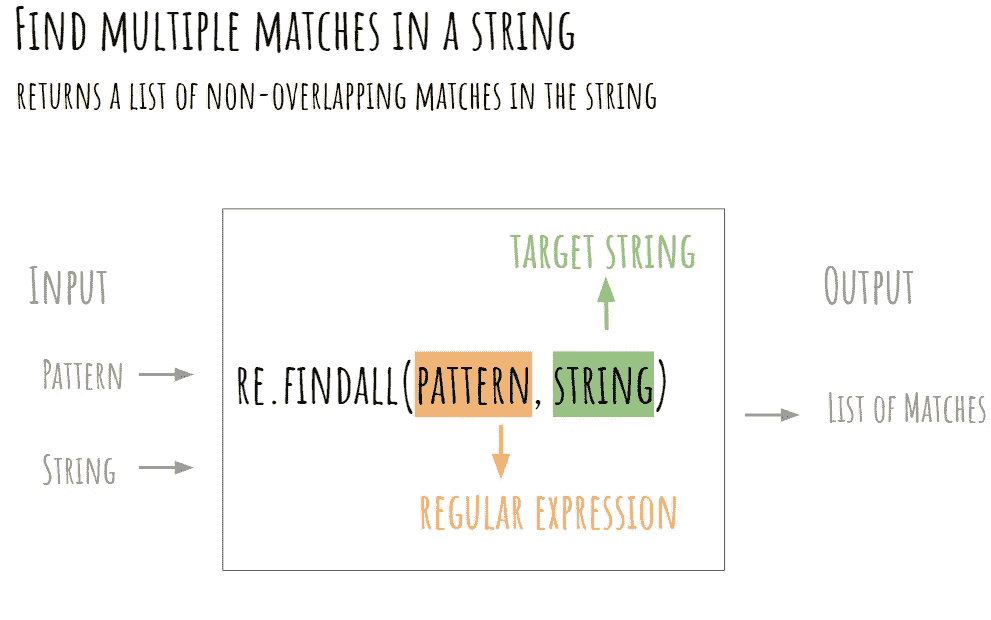 Find multiple matches in a string
returns a list of non-overlapping matches in the string
Target string
Input
Output
Pattern
re.findall(pattern, string)
List of Matches
String
regular expression